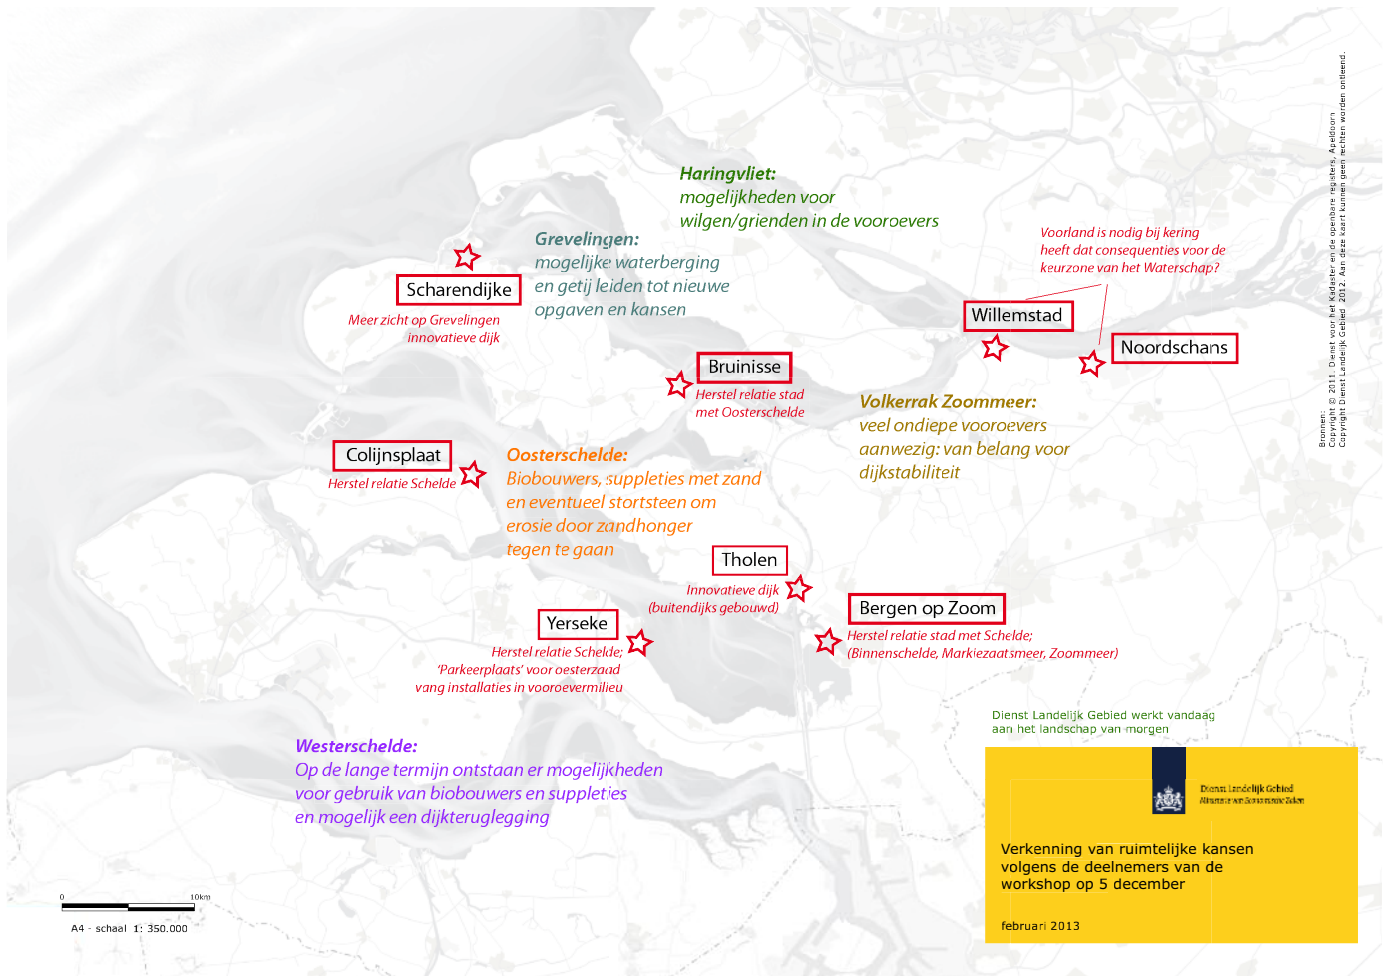 Haringvliet:
mogelijkheden voor
wilgen/grienden in de vooroevers
Grevelingen:
mogelijke waterberging
en getij leiden tot nieuwe
opgaven en kansen
Voorland is nodig bij kering
heeft dat consequenties voor de
keurzone van het Waterschap?
Scharendijke
Meer zicht op Grevelingen
innovatieve dijk
Willemstad
Noordschans
Bruinisse
Herstel relatie stad
met Oosterschelde
Volkerrak Zoommeer:
veel ondiepe vooroevers
aanwezig: van belang voor
dijkstabiliteit
Colijnsplaat
Herstel relatie Schelde
Oosterschelde:
Biobouwers, suppleties met zand
en eventueel stortsteen om
erosie door zandhonger
tegen te gaan
Tholen
Innovatieve dijk
(buitendijks gebouwd)
Bergen op Zoom
Herstel relatie stad met Schelde;
(Binnenschelde, Markiezaatsmeer, Zoommeer)
Yerseke
Herstel relatie Schelde;
'Parkeerplaats' voor oesterzaad
vang installaties in vooroevermilieu
Westerschelde:
Op de lange termijn ontstaan er mogelijkheden
voor gebruik van biobouwers en suppleties
en mogelijk een dijkteruglegging
Bronnen:
Copyright © 2011. Dienst voor het Kadaster en de openbare registers, Apeldoorn
Copyright Dienst Landelijk Gebied 2012. Aan deze kaart kunnen geen rechten worden ontleend.
Dienst Landelijk Gebied werkt vandaag
aan het landschap van morgen
Dienst Landelijk Gebied
Ministerie van Economische Zaken
Verkenning van ruimtelijke kansen
volgens de deelnemers van de
workshop op 5 december
februari 2013
0 10km
A4 - schaal 1: 350.000